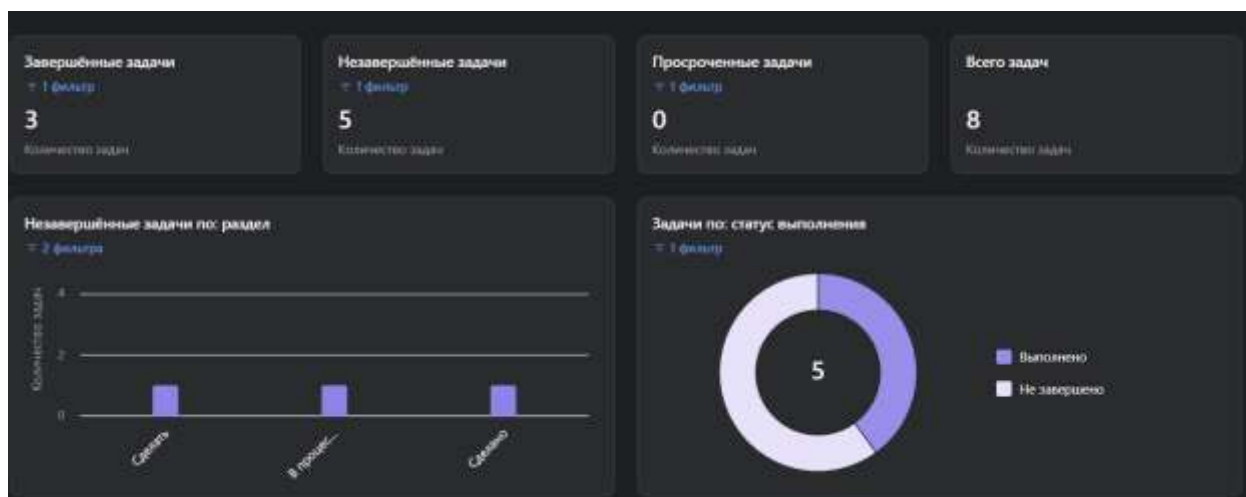 Завершённые задачи
1 фильтр
3
Количество задач
Незавершённые задачи
1 фильтр
5
Количество задач
Просроченные задачи
1 фильтр
0
Количество задач
Всего задач
8
Количество задач
Незавершённые задачи по: раздел
2 фильтра
Количество задач
4
2
0
Сделать
В процес...
Сделано
Задачи по: статус выполнения
1 фильтр
5
Выполнено
Не завершено